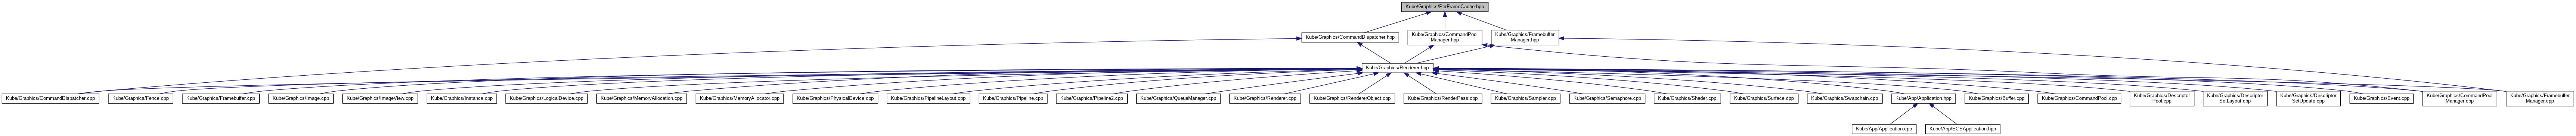 Kube/Graphics/PerFrameCache.hpp
Kube/Graphics/CommandDispatcher.hpp
Kube/Graphics/CommandPool
Manager.hpp
Kube/Graphics/Framebuffer
Manager.hpp
Kube/Graphics/Renderer.hpp
Kube/Graphics/CommandDispatcher.cpp
Kube/Graphics/Fence.cpp
Kube/Graphics/Framebuffer.cpp
Kube/Graphics/Image.cpp
Kube/Graphics/ImageView.cpp
Kube/Graphics/Instance.cpp
Kube/Graphics/LogicalDevice.cpp
Kube/Graphics/MemoryAllocation.cpp
Kube/Graphics/MemoryAllocator.cpp
Kube/Graphics/PhysicalDevice.cpp
Kube/Graphics/PipelineLayout.cpp
Kube/Graphics/Pipeline.cpp
Kube/Graphics/Pipeline2.cpp
Kube/Graphics/QueueManager.cpp
Kube/Graphics/Renderer.cpp
Kube/Graphics/RenderObject.cpp
Kube/Graphics/RenderPass.cpp
Kube/Graphics/Sampler.cpp
Kube/Graphics/Semaphore.cpp
Kube/Graphics/Shader.cpp
Kube/Graphics/Surface.cpp
Kube/Graphics/Swapchain.cpp
Kube/App/Application.hpp
Kube/Graphics/Buffer.cpp
Kube/Graphics/CommandPool.cpp
Kube/Graphics/Descriptor
Pool.cpp
Kube/Graphics/Descriptor
SetLayout.cpp
Kube/Graphics/Descriptor
SetUpdate.cpp
Kube/Graphics/Event.cpp
Kube/Graphics/CommandPool
Manager.cpp
Kube/Graphics/Framebuffer
Manager.cpp
Kube/App/Application.cpp
Kube/App/ECSApplication.hpp